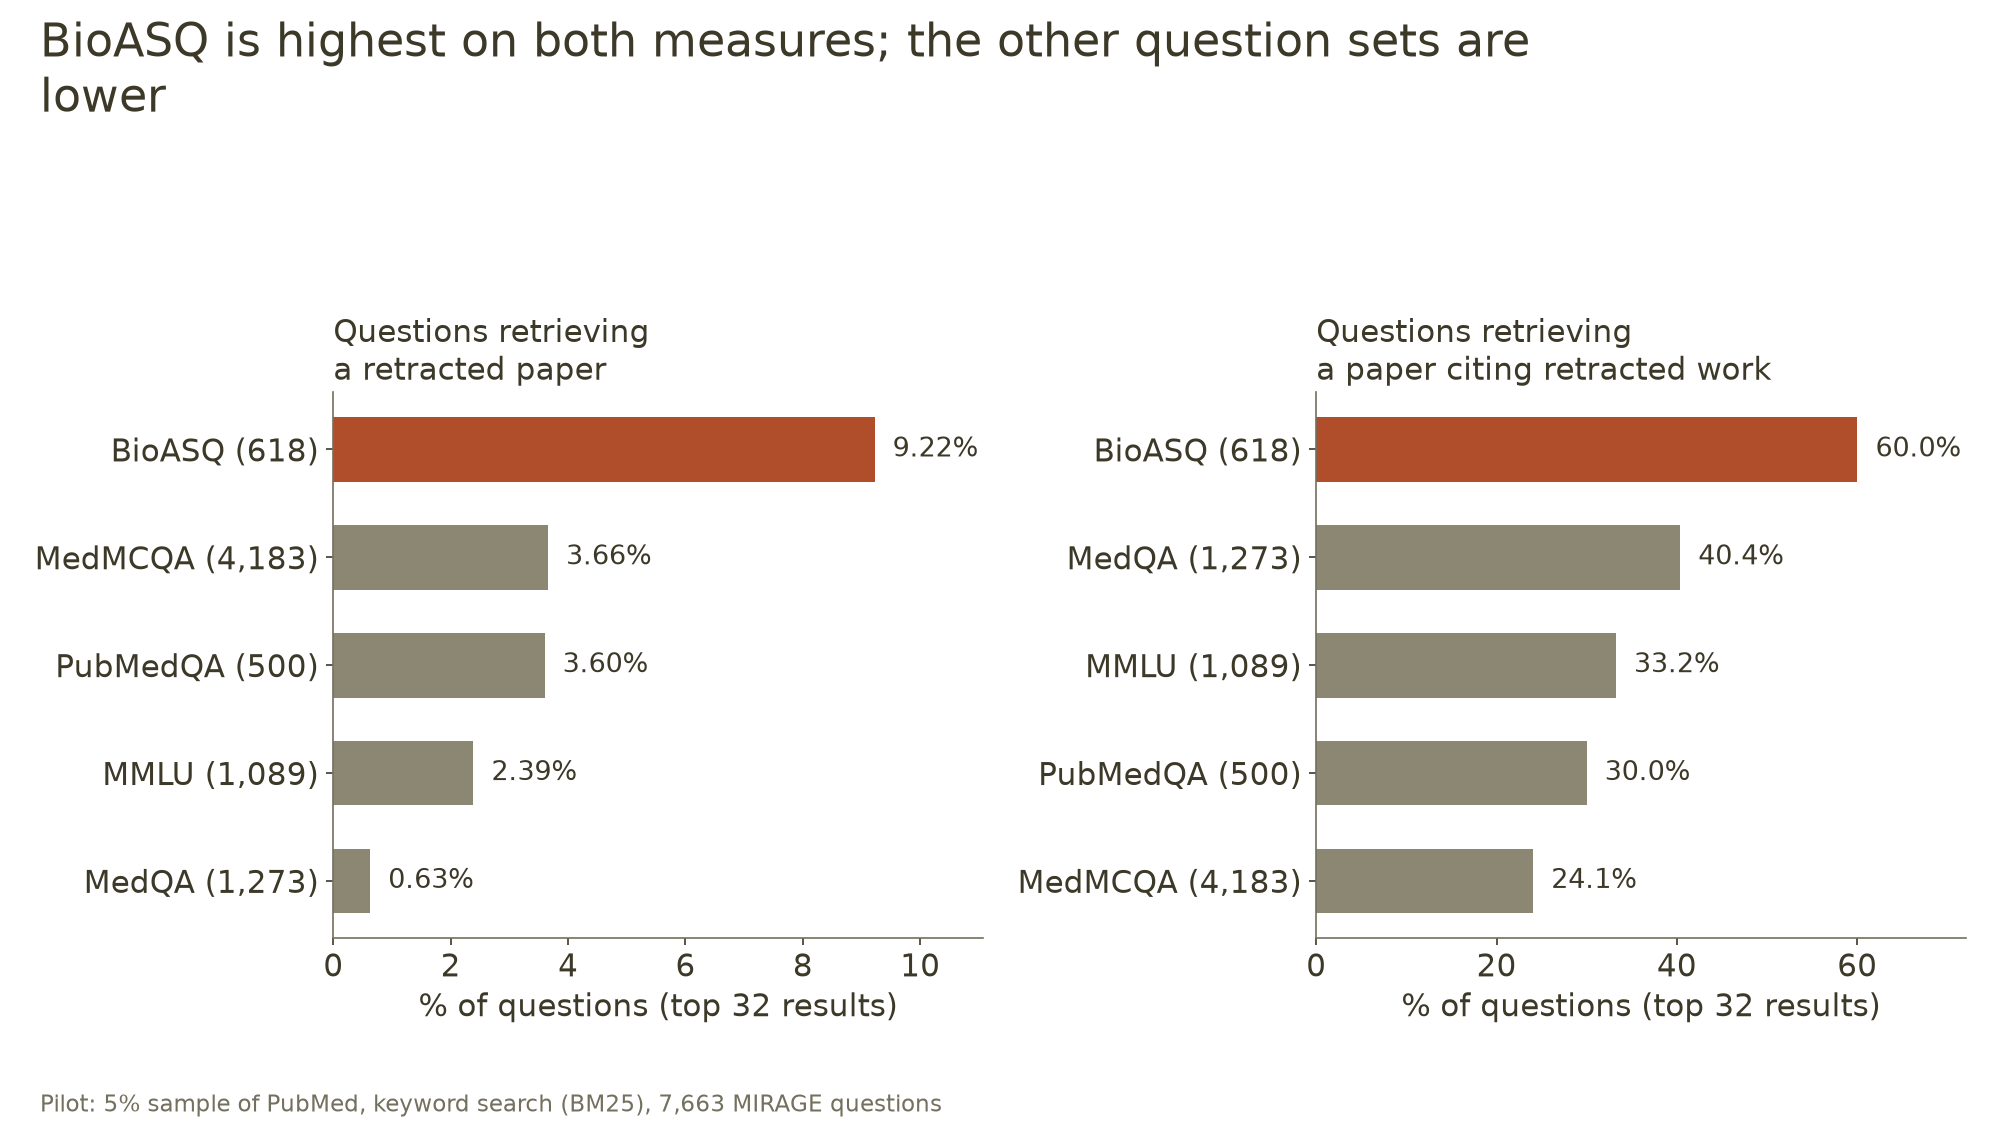 BioASQ is highest on both measures; the other question sets are
lower
Questions retrieving
a retracted paper
BioASQ (618)
9.22%
MedMCQA (4,183)
3.66%
PubMedQA (500)
3.60%
MMLU (1,089)
2.39%
MedQA (1,273)
0.63%
0 2 4 6 8 10
% of questions (top 32 results)
Questions retrieving
a paper citing retracted work
BioASQ (618)
60.0%
MedQA (1,273)
40.4%
MMLU (1,089)
33.2%
PubMedQA (500)
30.0%
MedMCQA (4,183)
24.1%
0 20 40 60
% of questions (top 32 results)
Pilot: 5% sample of PubMed, keyword search (BM25), 7,663 MIRAGE questions